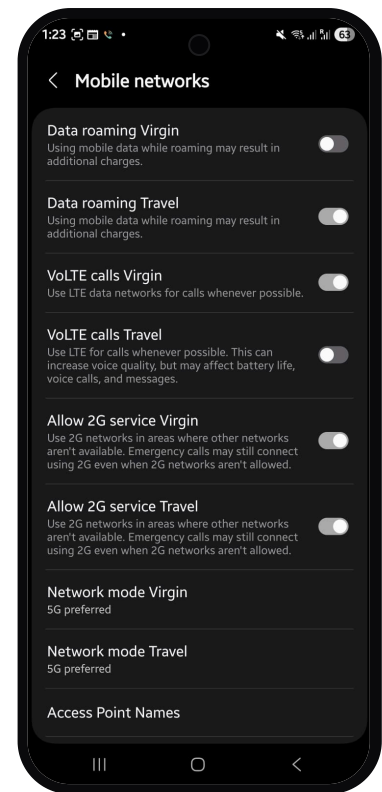 1:23
63
Mobile networks
Data roaming Virgin
Using mobile data while roaming may result in
additional charges.
Data roaming Travel
Using mobile data while roaming may result in
additional charges.
VoLTE calls Virgin
Use LTE data networks for calls whenever possible.
VoLTE calls Travel
Use LTE for calls whenever possible. This can
increase voice quality, but may affect battery life,
voice calls, and messages.
Allow 2G service Virgin
Use 2G networks in areas where other networks
aren't available. Emergency calls may still connect
using 2G even when 2G networks aren't allowed.
Allow 2G service Travel
Use 2G networks in areas where other networks
aren't available. Emergency calls may still connect
using 2G even when 2G networks aren't allowed.
Network mode Virgin
5G preferred
Network mode Travel
5G preferred
Access Point Names